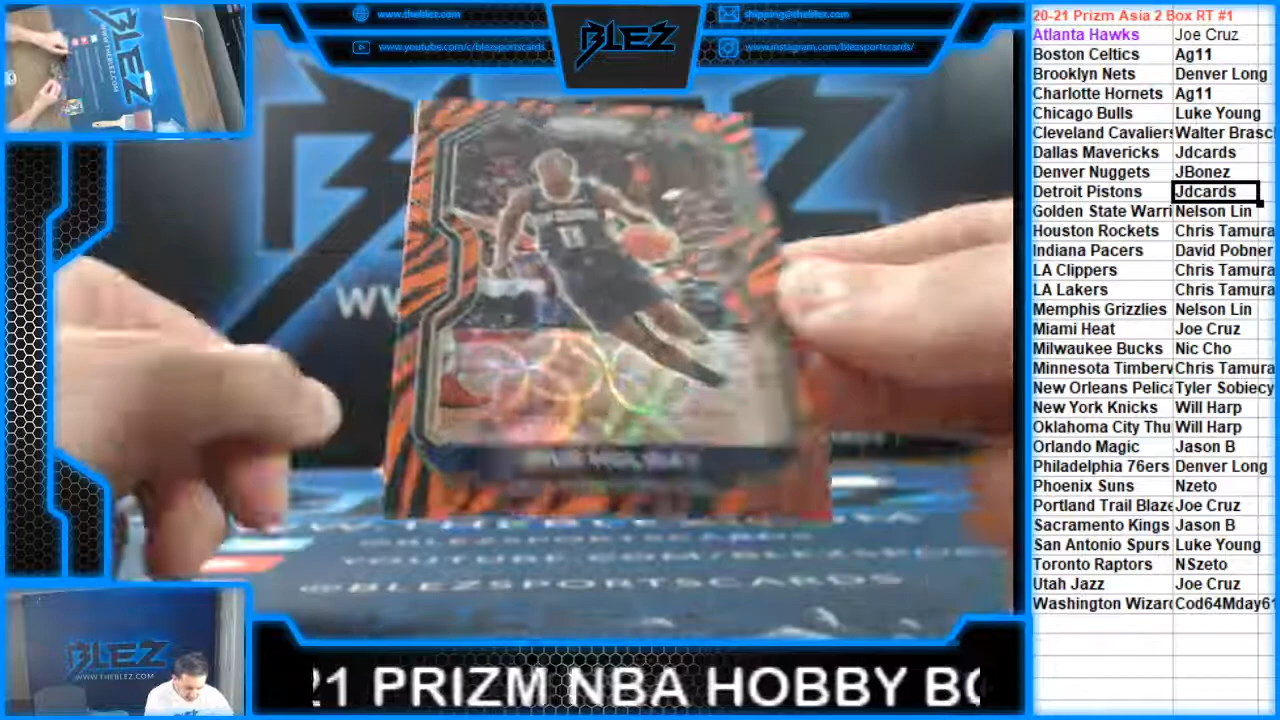 www.theblez.com
www.youtube.com/c/blezsportscards
BLEZ
shipping@theblez.com
www.instagram.com/blezsportscards/
BLEZ
11
@BLEZSPORTSCARDS
BLEZ
WWW.THEBLEZ.COM
21 PRIZM NBA HOBBY BO
20-21 Prizm Asia 2 Box RT #1
Atlanta Hawks Joe Cruz
Boston Celtics Ag11
Brooklyn Nets Denver Long
Charlotte Hornets Ag11
Chicago Bulls Luke Young
Cleveland Cavaliers Walter Brasc
Dallas Mavericks Jdcards
Denver Nuggets JBonez
Detroit Pistons Jdcards
Golden State Warri Nelson Lin
Houston Rockets Chris Tamura
Indiana Pacers David Pobner
LA Clippers Chris Tamura
LA Lakers Chris Tamura
Memphis Grizzlies Nelson Lin
Miami Heat Joe Cruz
Milwaukee Bucks Nic Cho
Minnesota Timberv Chris Tamura
New Orleans Pelica Tyler Sobiecy
New York Knicks Will Harp
Oklahoma City Thu Will Harp
Orlando Magic Jason B
Philadelphia 76ers Denver Long
Phoenix Suns Nzeto
Portland Trail Blaze Joe Cruz
Sacramento Kings Jason B
San Antonio Spurs Luke Young
Toronto Raptors NSzeto
Utah Jazz Joe Cruz
Washington Wizard Cod64Mday61